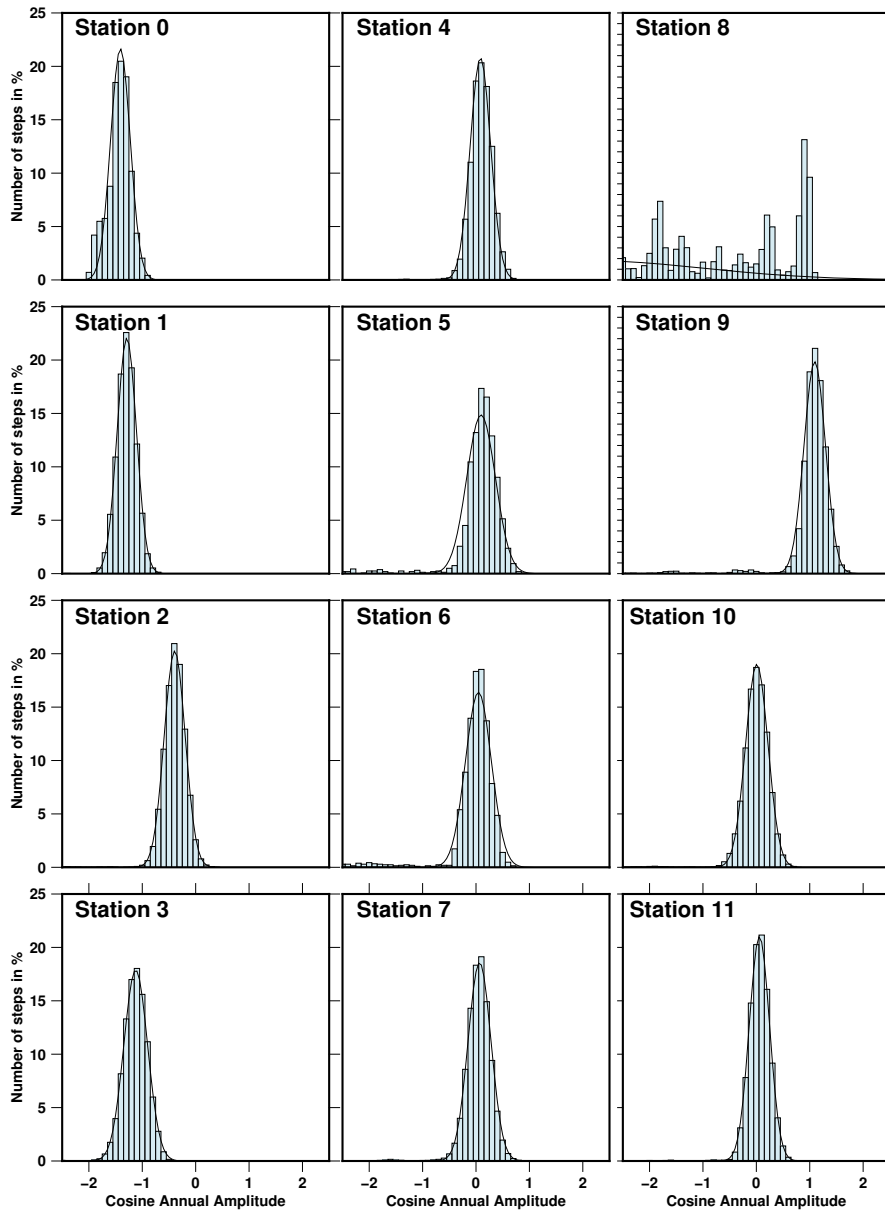 Station 0
Station 4
Station 8
25
20
15
10
5
0
Number of steps in %
Station 1
Station 5
Station 9
25
20
15
10
5
0
Number of steps in %
Station 2
Station 6
Station 10
25
20
15
10
5
0
Number of steps in %
Station 3
Station 7
Station 11
25
20
15
10
5
0
Number of steps in %
−2 −1 0 1 2
−2 −1 0 1 2
−2 −1 0 1 2
Cosine Annual Amplitude
Cosine Annual Amplitude
Cosine Annual Amplitude